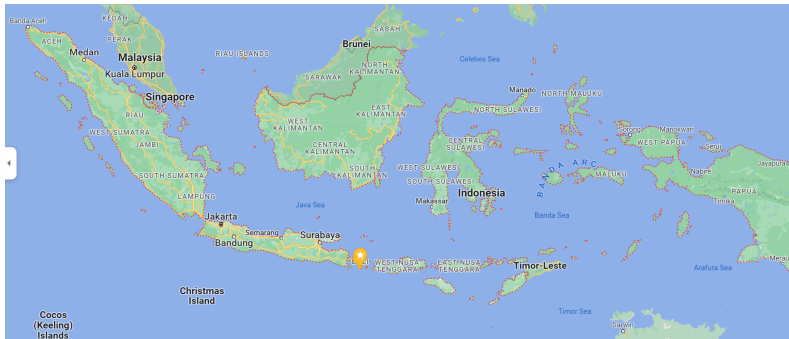 Banda Aceh
KEDAH
SABAH
ACEH
PERAK
Medan
Malaysia
RIAU ISLANDS
Brunei
Celebes Sea
Kuala Lumpur
NORTH
KALIMANTAN
SARAWAK
Manado
NORTH MALUKU
Singapore
EAST
KALIMANTAN
NORTH SULAWESI
RIAU
WEST
KALIMANTAN
Sorong
Manokwari
WEST SUMATRA
JAMBI
CENTRAL
KALIMANTAN
CENTRAL
SULAWESI
WEST PAPUA
Serui
BANDA ARC
Jayapura
SOUTH SUMATRA
SOUTH
KALIMANTAN
WEST SULAWESI
SOUTH SULAWESI
MALUKU
Nabire
LAMPUNG
Indonesia
PAPUA
Makassar
Timika
Java Sea
Banda Sea
Jakarta
Semarang
Surabaya
Bandung
WEST NUSA
TENGGARA
EAST NUSA
TENGGARA
Timor-Leste
Arafura Sea
Christmas
Island
Cocos
(Keeling)
Islands
Timor Sea
Darwin